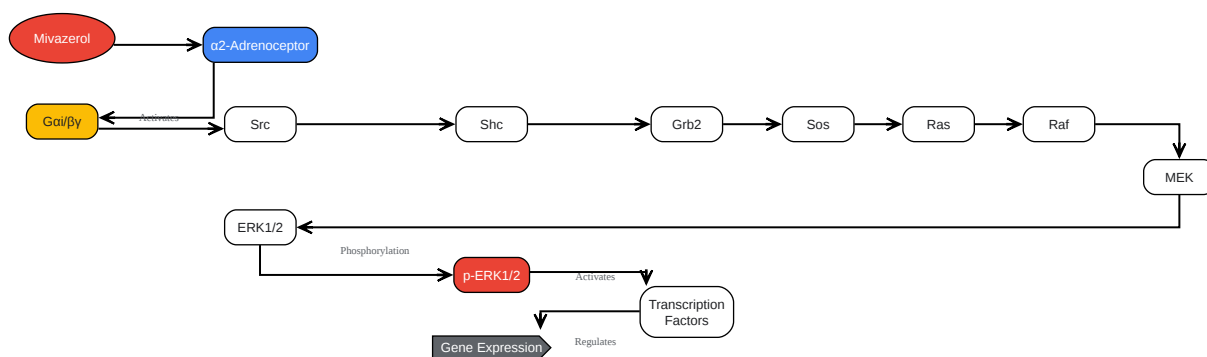 Mivazerol
α2-Adrenoceptor
Gαi/βγ
Activates
Src
Shc
Grb2
Sos
Ras
Raf
MEK
ERK1/2
Phosphorylation
p-ERK1/2
Activates
Transcription
Factors
Gene Expression
Regulates